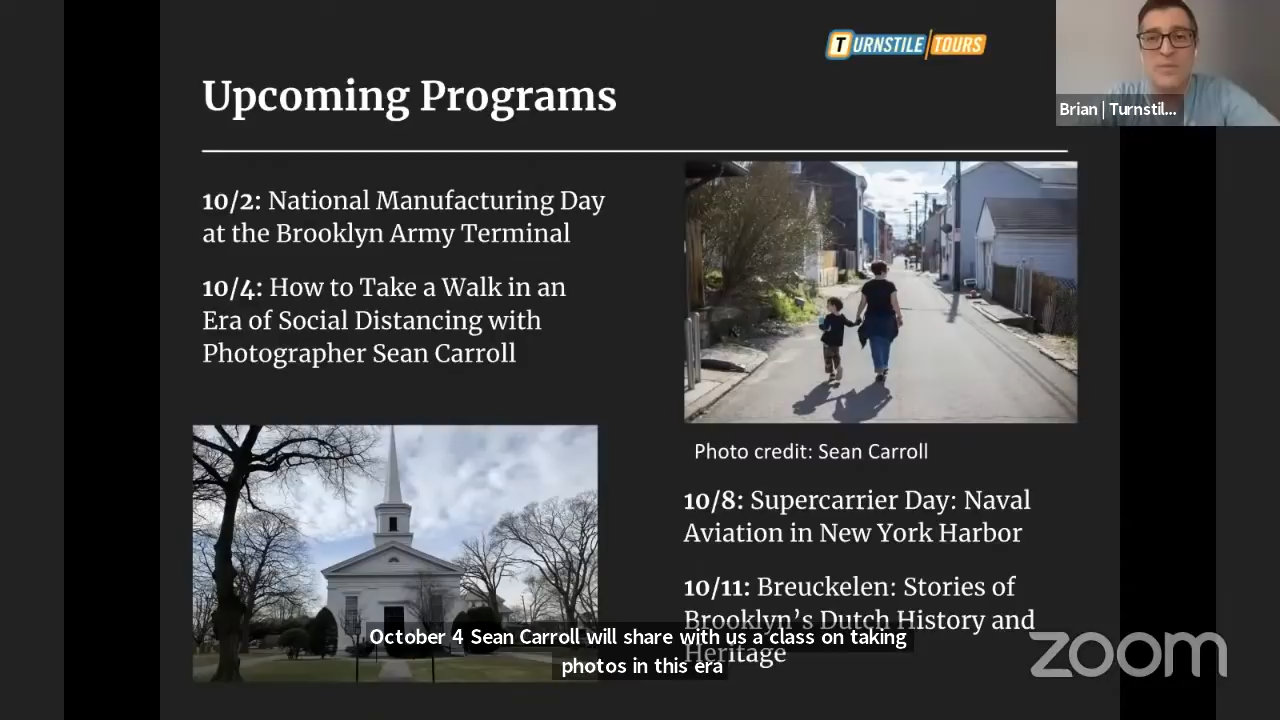 TURNSTILE TOURS
Upcoming Programs
Brian | Turnstil...
10/2: National Manufacturing Day
at the Brooklyn Army Terminal
10/4: How to Take a Walk in an
Era of Social Distancing with
Photographer Sean Carroll
Photo credit: Sean Carroll
10/8: Supercarrier Day: Naval
Aviation in New York Harbor
10/11: Breuckelen: Stories of
Brooklyn's Dutch History and
Heritage
October 4 Sean Carroll will share with us a class on taking
photos in this era
zoom